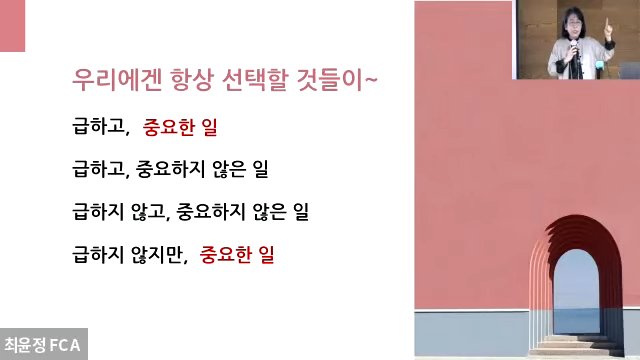 우리에겐 항상 선택할 것들이~
급하고, 중요한 일
급하고, 중요하지 않은 일
급하지 않고, 중요하지 않은 일
급하지 않지만, 중요한 일
최윤정 FCA